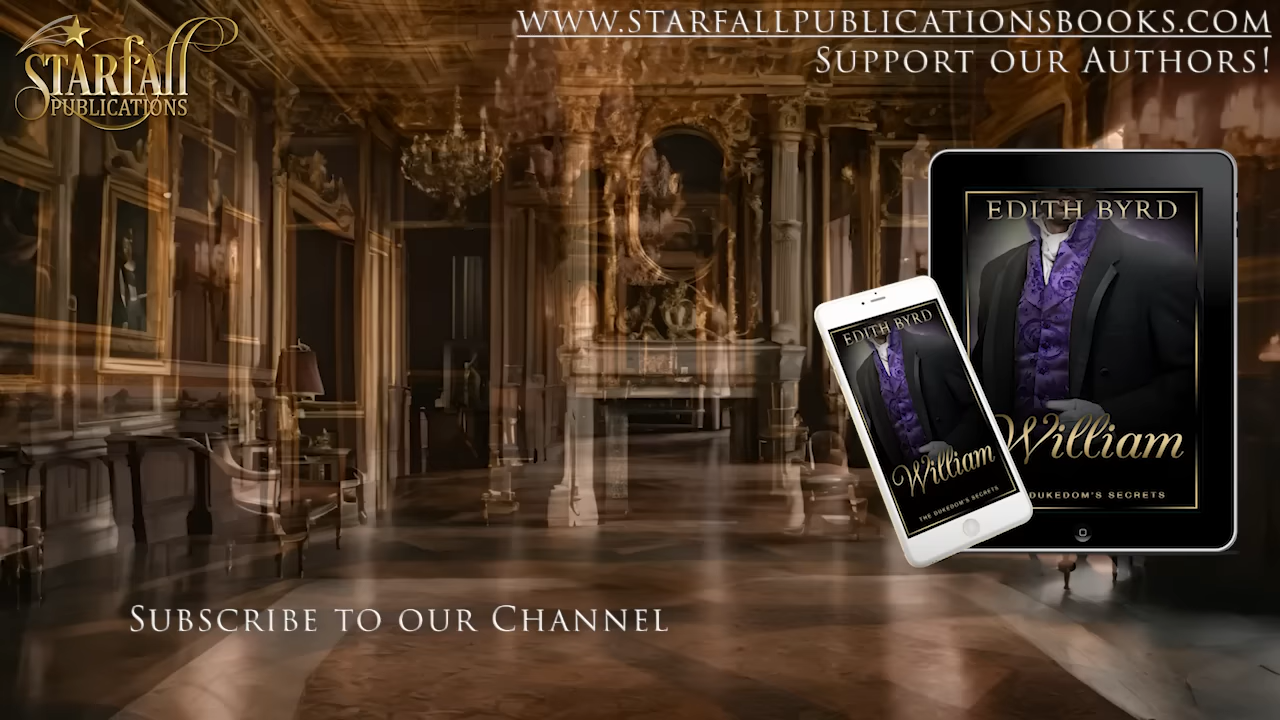 STARfall
PUBLICATIONS
WWW.STARFALLPUBLICATIONSBOOKS.COM
SUPPORT OUR AUTHORS!
EDITH BYRD
William
DUKEDOM'S SECRETS
EDITH BYRD
William
THE DUKEDOM'S SECRETS
SUBSCRIBE TO OUR CHANNEL